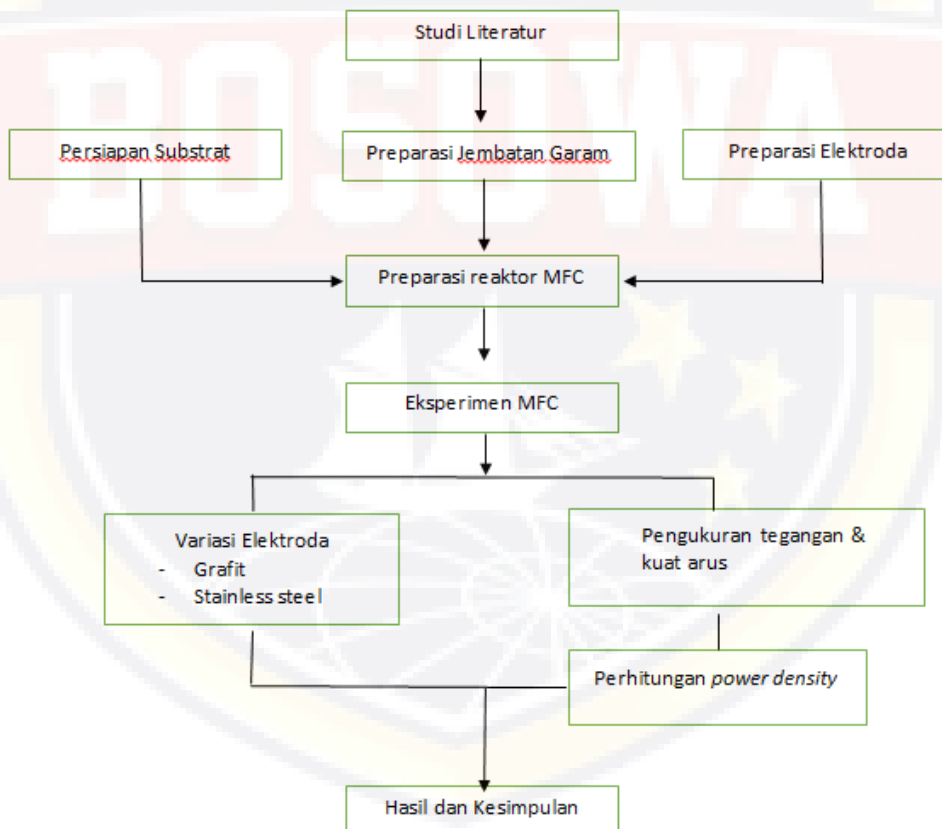 BOSOWA
Studi Literatur
Persiapan Substrat
Preparasi Jembatan Garam
Preparasi Elektroda
Preparasi reaktor MFC
Eksperimen MFC
Variasi Elektroda
- Grafit
- Stainless steel
Pengukuran tegangan &
kuat arus
Perhitungan power density
Hasil dan Kesimpulan